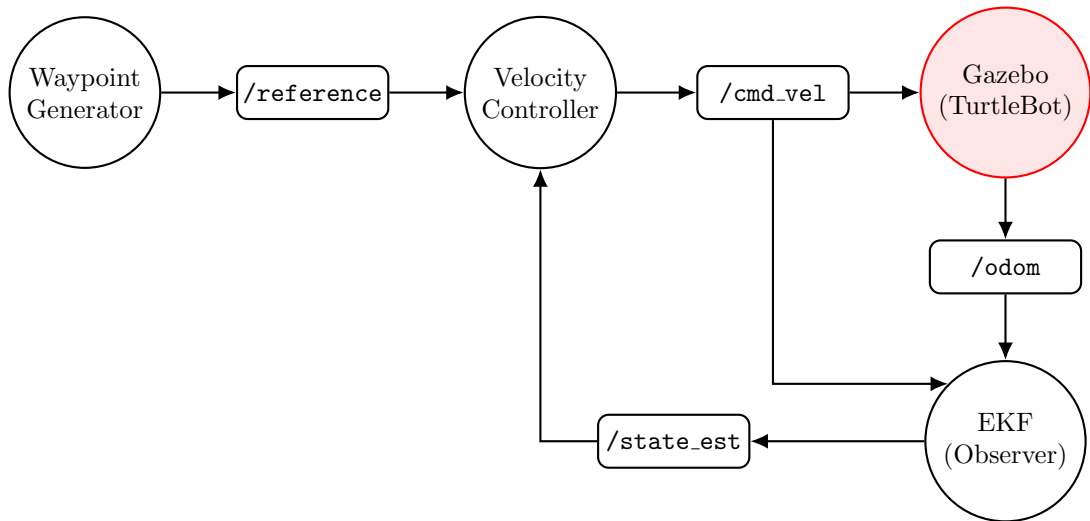 Waypoint
Generator
/reference
Velocity
Controller
/cmd_vel
Gazebo
(TurtleBot)
/odom
EKF
(Observer)
/state_est